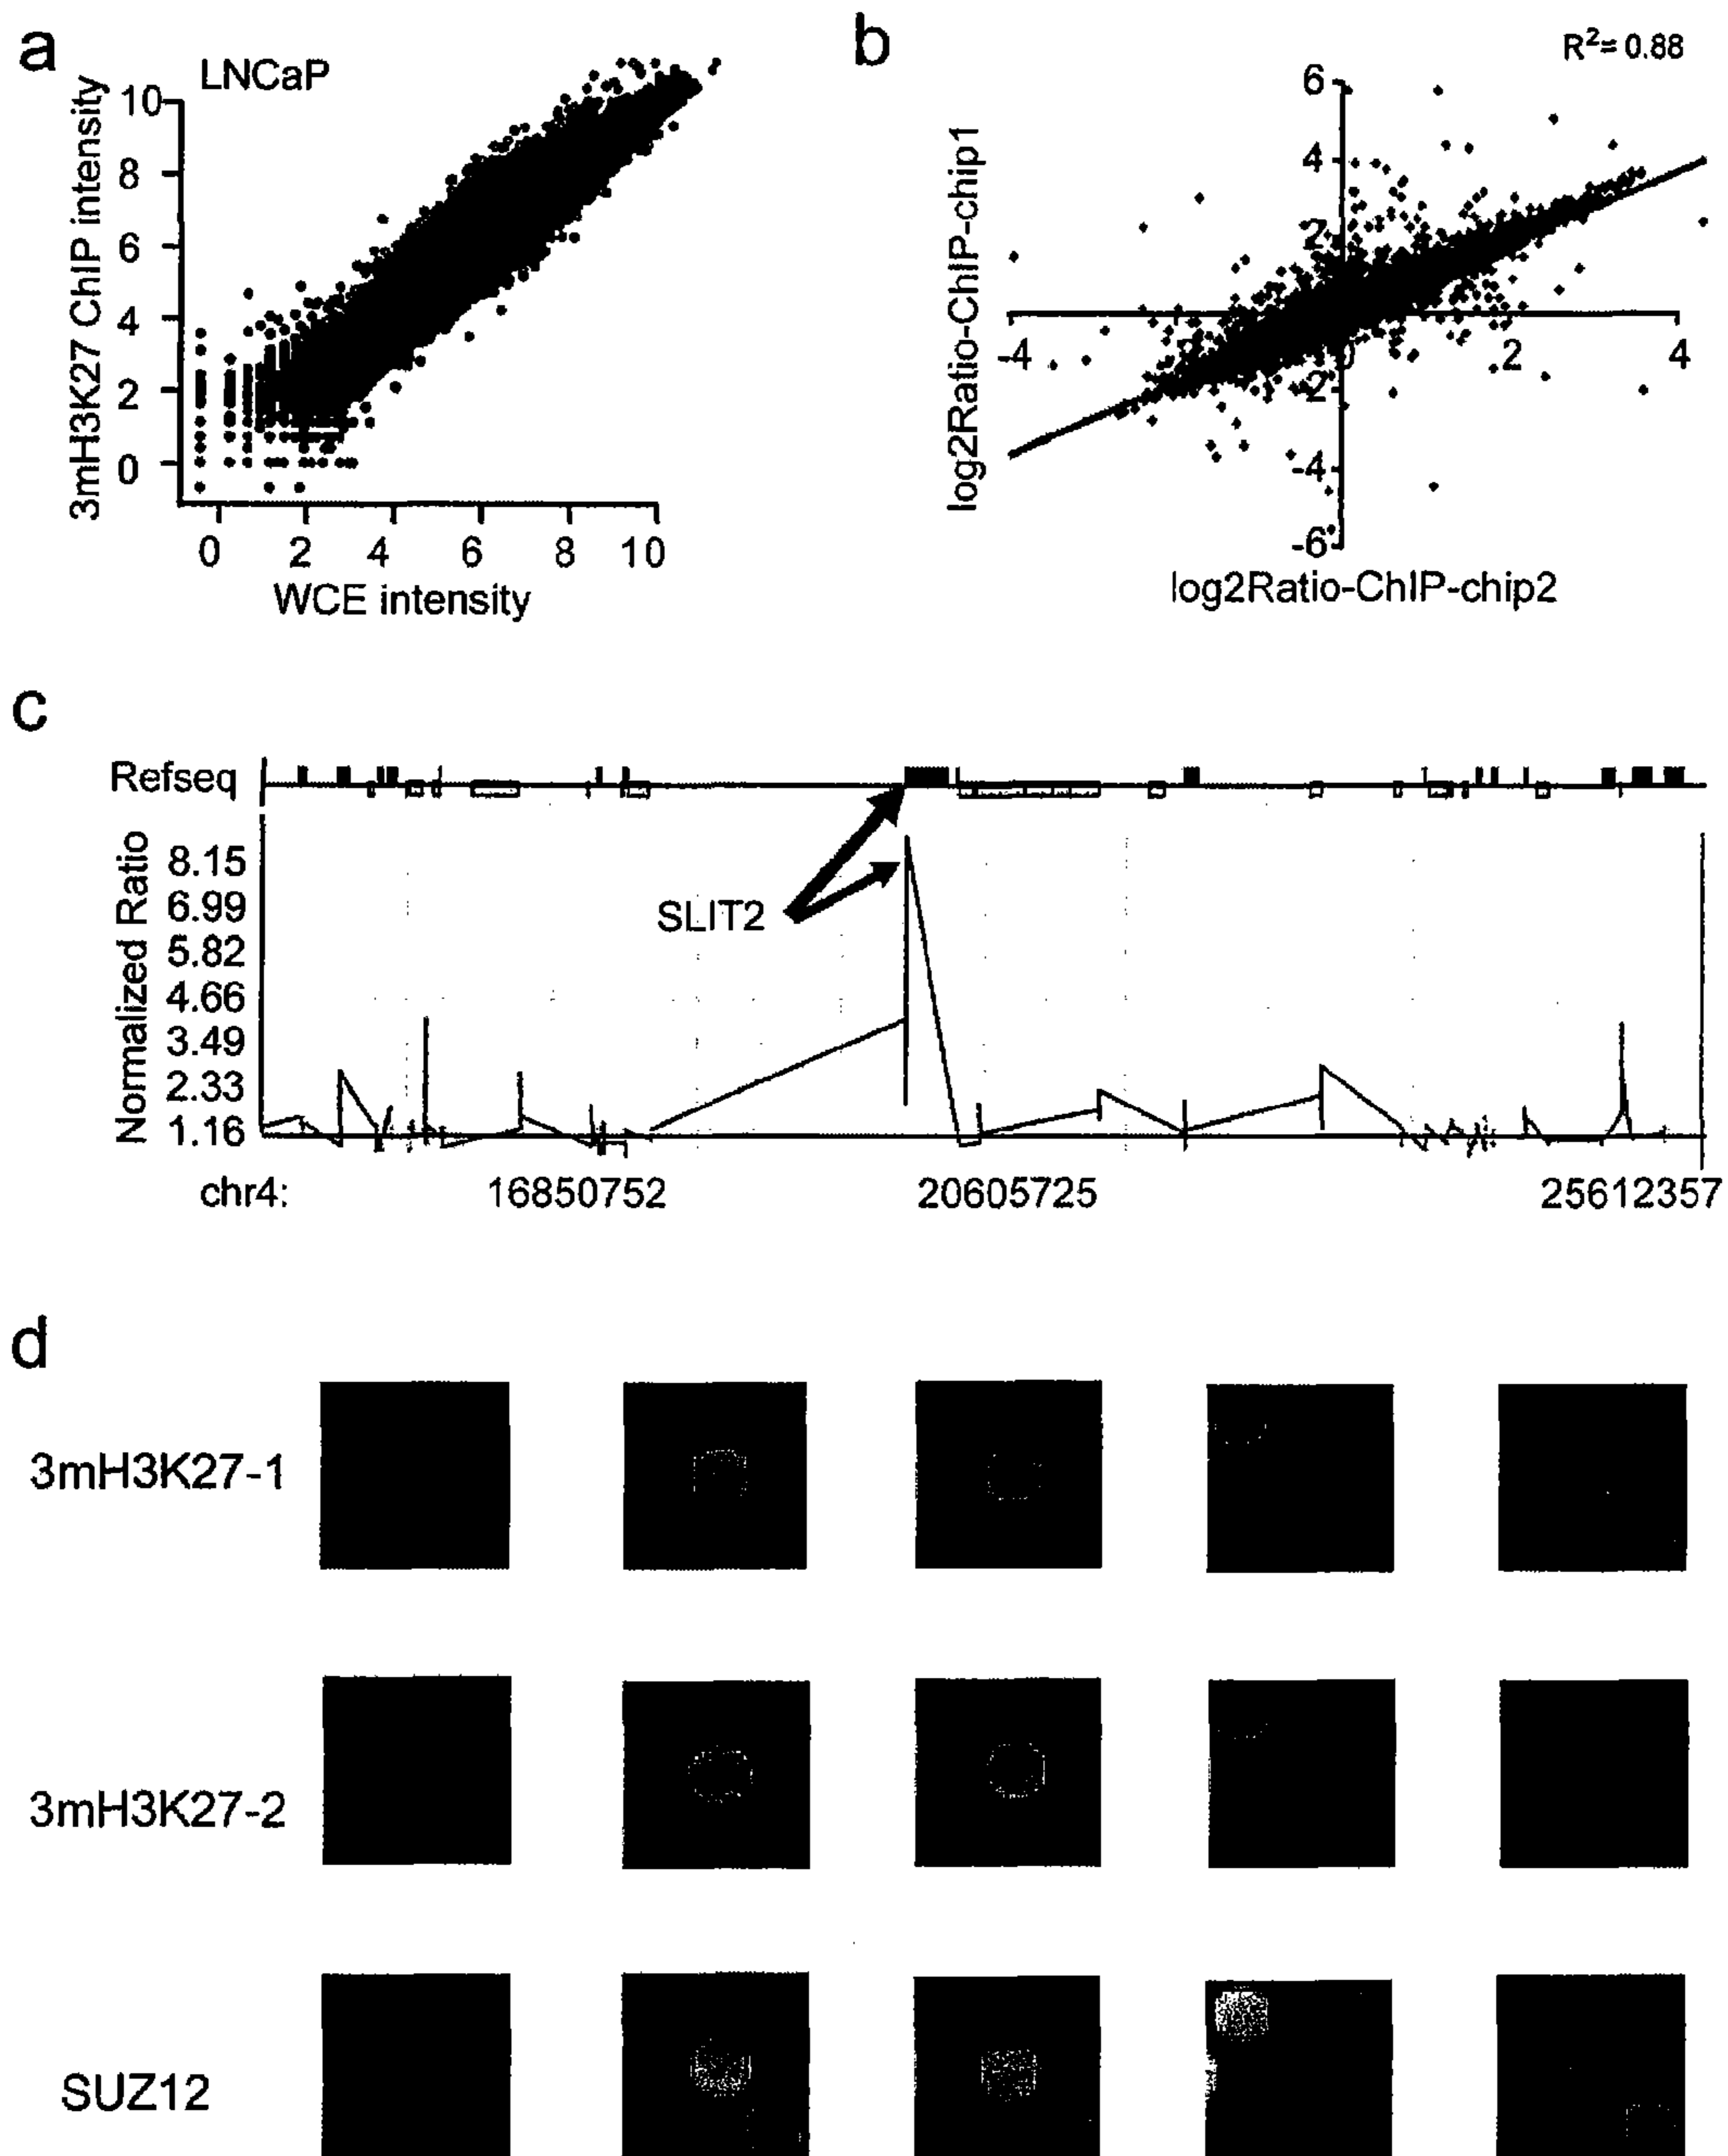 a
LNCaP
3mH3K27 ChIP intensity
10
8
6
4
2
0
0 2 4 6 8 10
WCE intensity
b
R²= 0.88
log2Ratio-ChIP-chip1
6
4
2
-4 -2 0 2 4
-2
-4
-6
log2Ratio-ChIP-chip2
c
Refseq
Normalized Ratio
8.15
6.99
5.82
4.66
3.49
2.33
1.16
SLIT2
chr4: 16850752 20605725 25612357
d
3mH3K27-1
3mH3K27-2
SUZ12